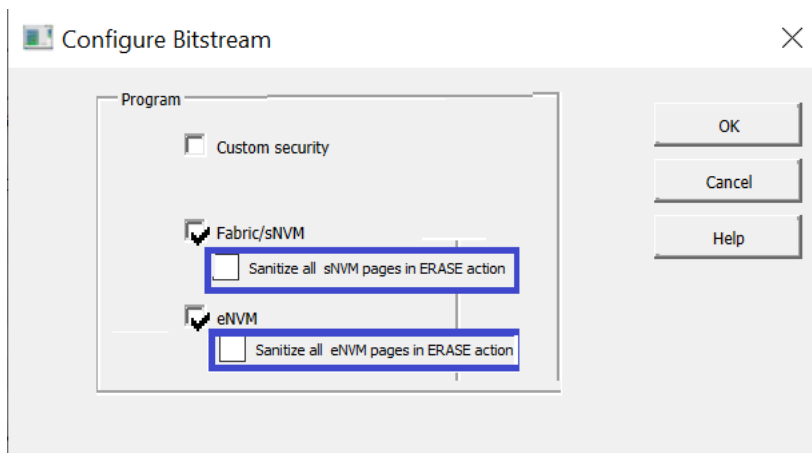 Configure Bitstream
Program
Custom security
Fabric/sNVM
Sanitize all sNVM pages in ERASE action
eNVM
Sanitize all eNVM pages in ERASE action
OK
Cancel
Help